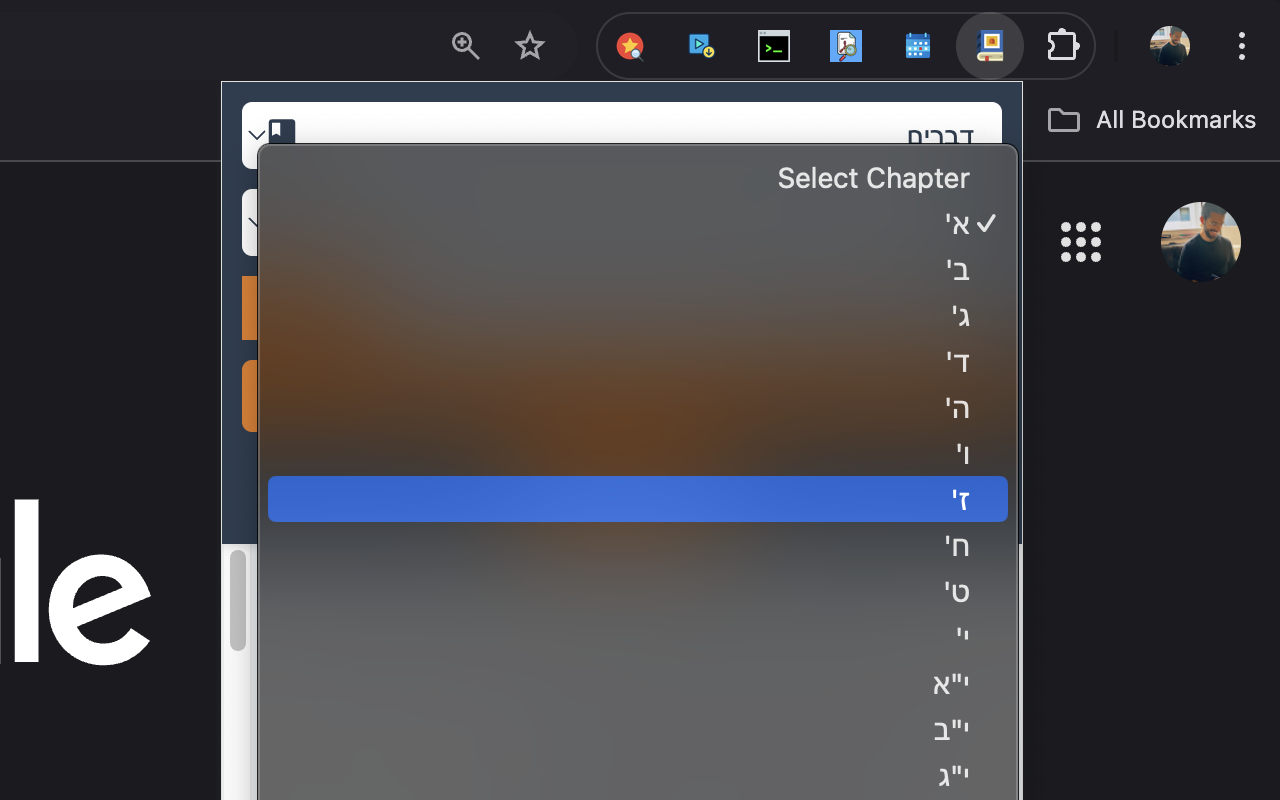 All Bookmarks
דברים
Select Chapter
א'
ב'
ג'
ד'
ה'
ו'
ז'
ח'
ט'
י'
י"א
י"ב
י"ג
le